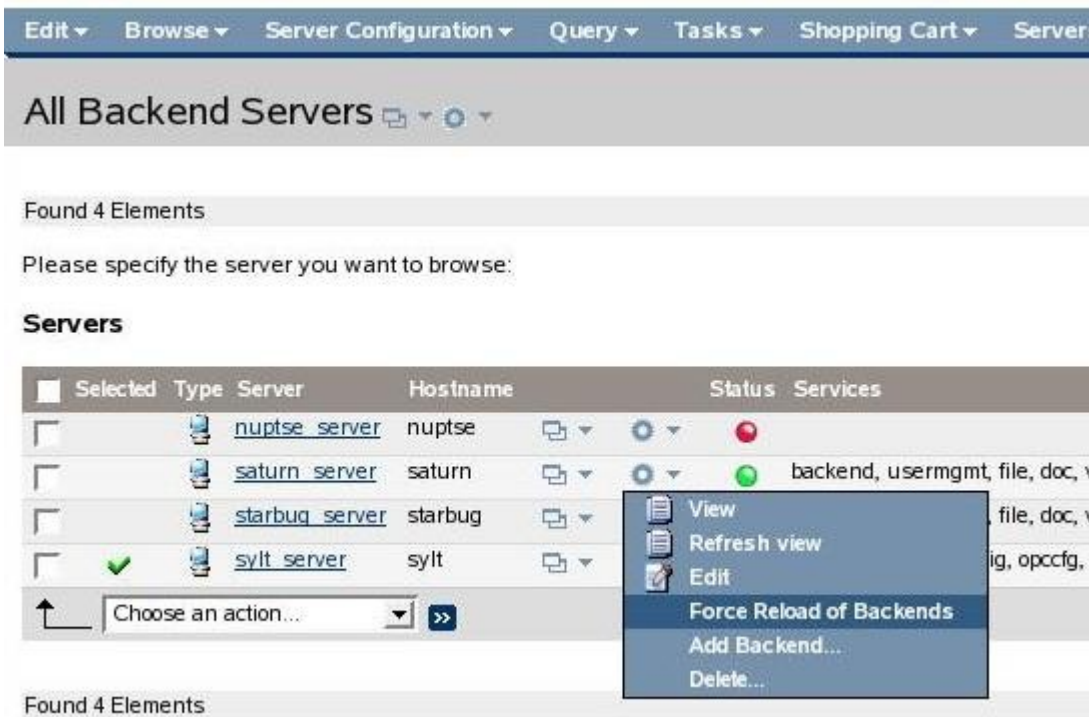 Edit Browse Server Configuration Query Tasks Shopping Cart Server
All Backend Servers
Found 4 Elements
Please specify the server you want to browse:
Servers
Selected Type Server Hostname Status Services
nuptse_server nuptse
saturn_server saturn backend, usermgmt, file, doc,
starbug_server starbug , file, doc,
sylt_server sylt ig, opccfg,
View
Refresh view
Edit
Force Reload of Backends
Add Backend...
Delete...
Choose an action... >>
Found 4 Elements